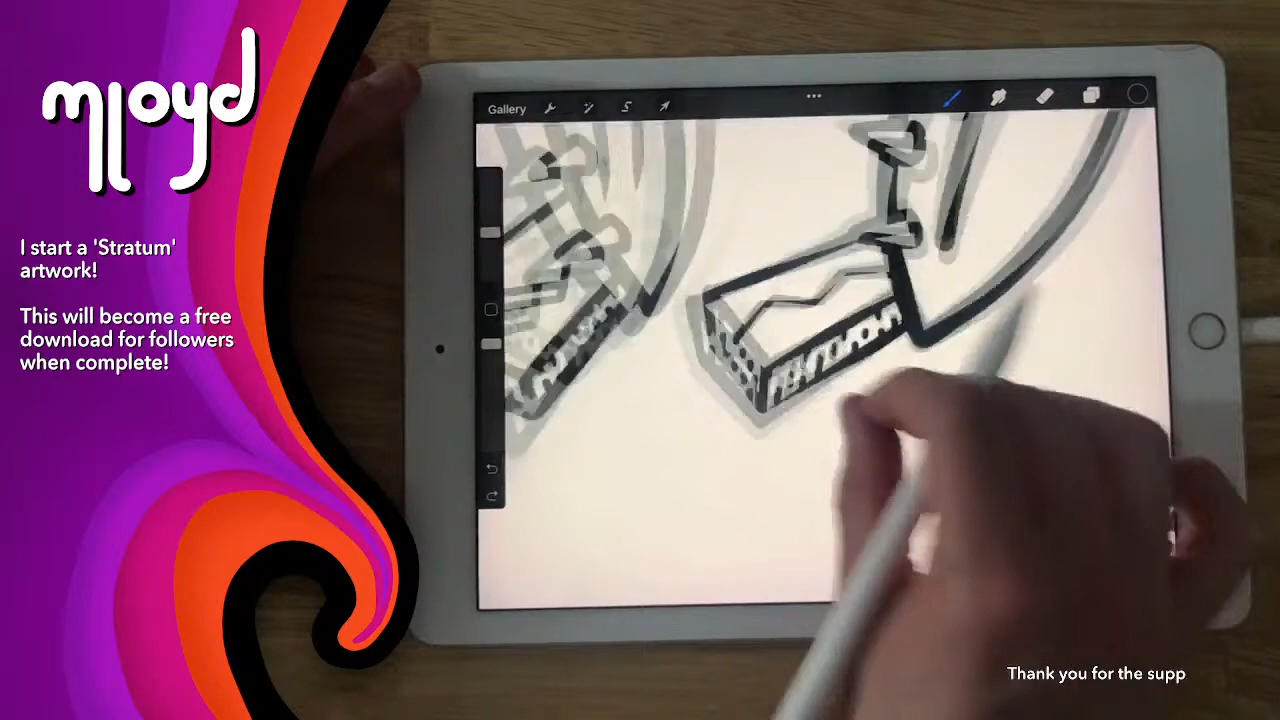 mloyd
I start a 'Stratum'
artwork!
This will become a free
download for followers
when complete!
Gallery
Thank you for the supp